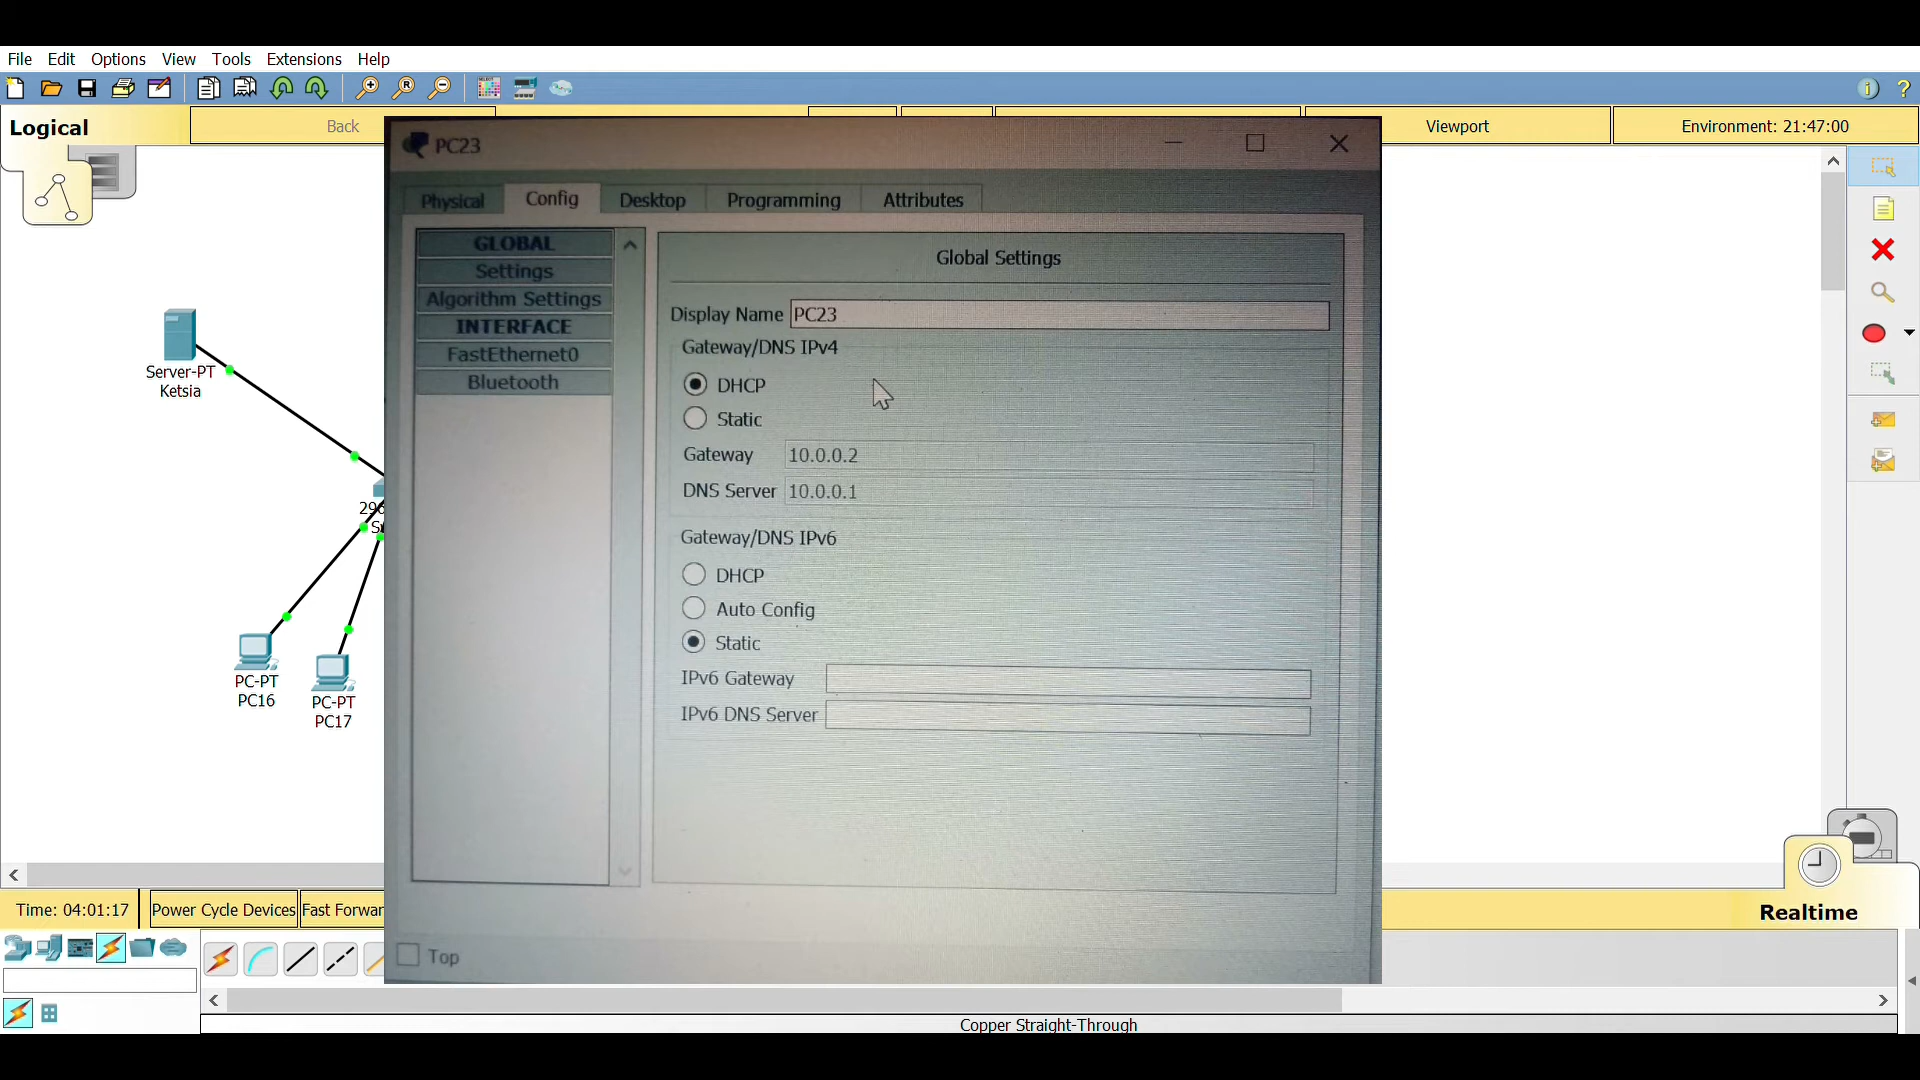 File Edit Options View Tools Extensions Help
Logical
Back
Viewport
Environment: 21:47:00
PC23
Physical Config Desktop Programming Attributes
GLOBAL
Settings
Algorithm Settings
INTERFACE
FastEthernet0
Bluetooth
Global Settings
Display Name PC23
Gateway/DNS IPv4
DHCP
Static
Gateway 10.0.0.2
DNS Server 10.0.0.1
Gateway/DNS IPv6
DHCP
Auto Config
Static
IPv6 Gateway
IPv6 DNS Server
Top
Server-PT
Ketsia
PC-PT
PC16
PC-PT
PC17
Time: 04:01:17
Power Cycle Devices
Realtime
Copper Straight-Through